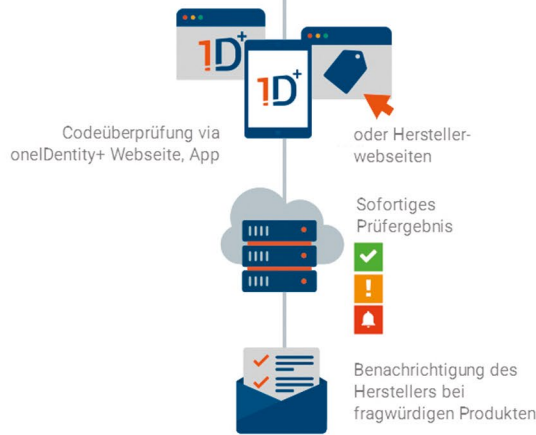 1D+
1D+
Codeüberprüfung via
oneIDentity+ Webseite, App
oder Hersteller-
webseiten
Sofortiges
Prüfergebnis
!
Benachrichtigung des
Herstellers bei
fragwürdigen Produkten